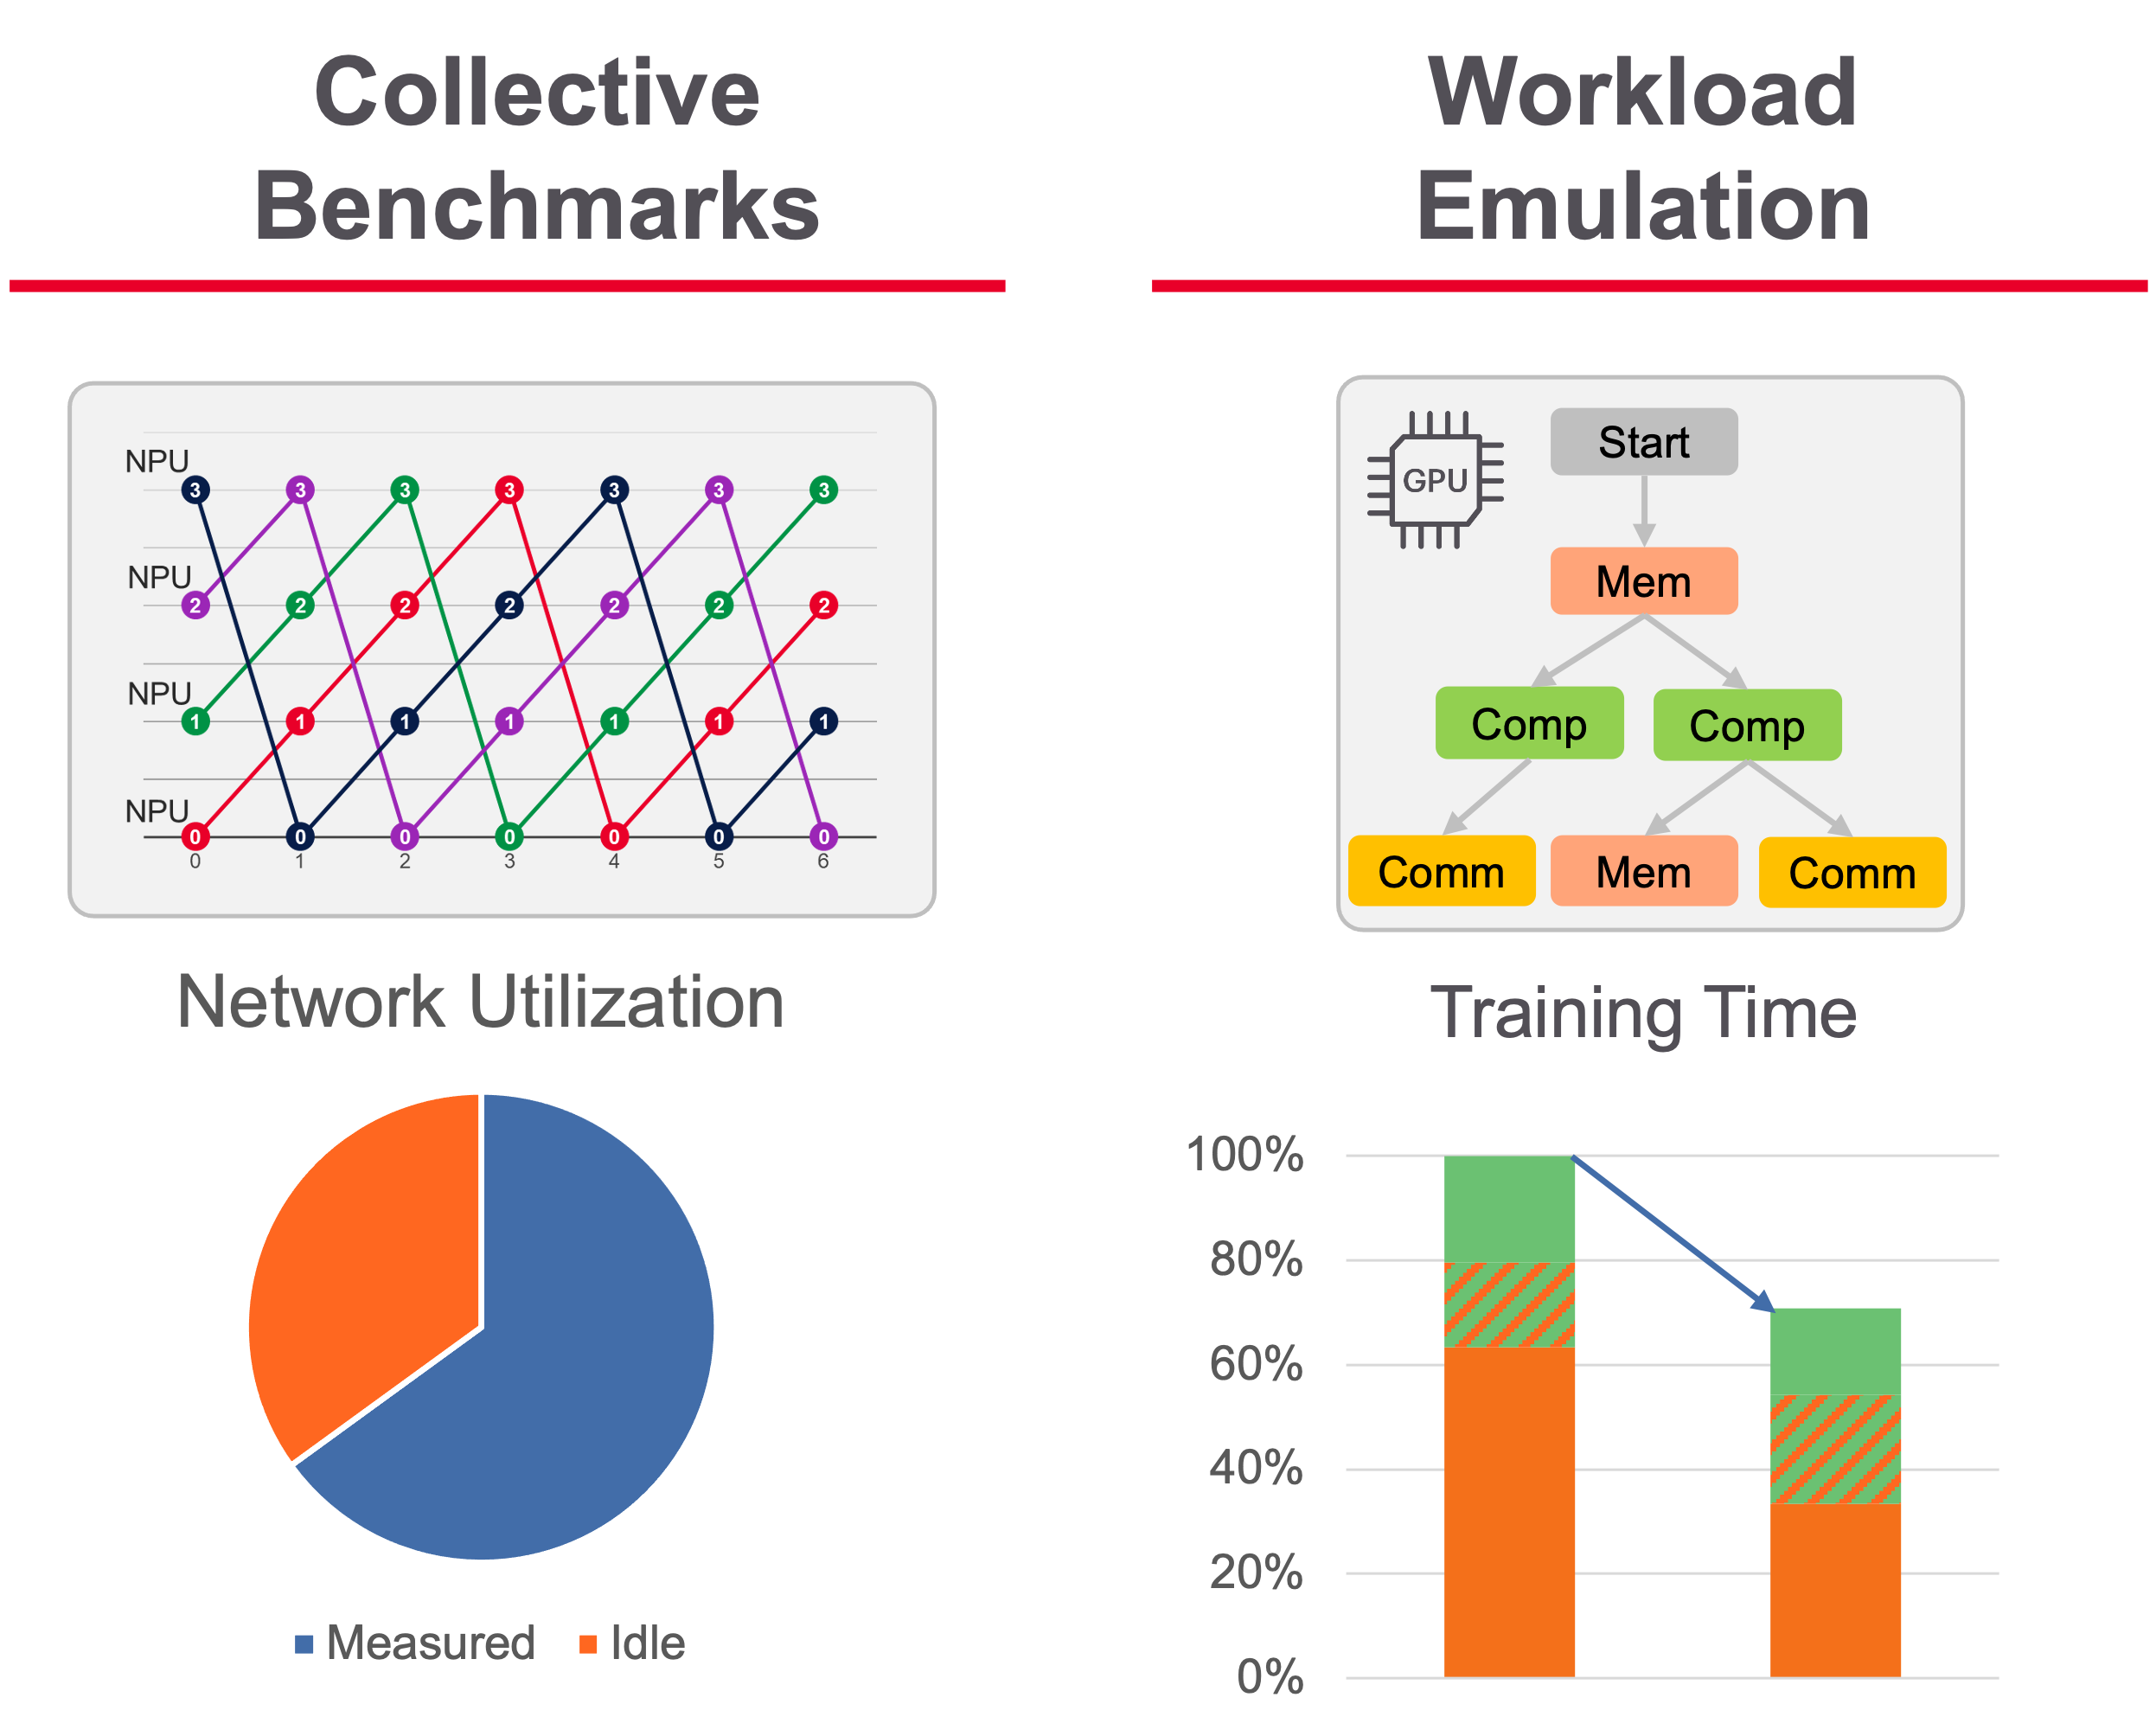 Collective
Benchmarks
NPU
3 3 3 3 3 3 3
NPU
2 2 2 2 2 2 2
NPU
1 1 1 1 1 1 1
NPU
0 0 0 0 0 0 0
0 1 2 3 4 5 6
Network Utilization
Measured Idle
Workload
Emulation
GPU
Start
Mem
Comp Comp
Comm Mem Comm
Training Time
100%
80%
60%
40%
20%
0%